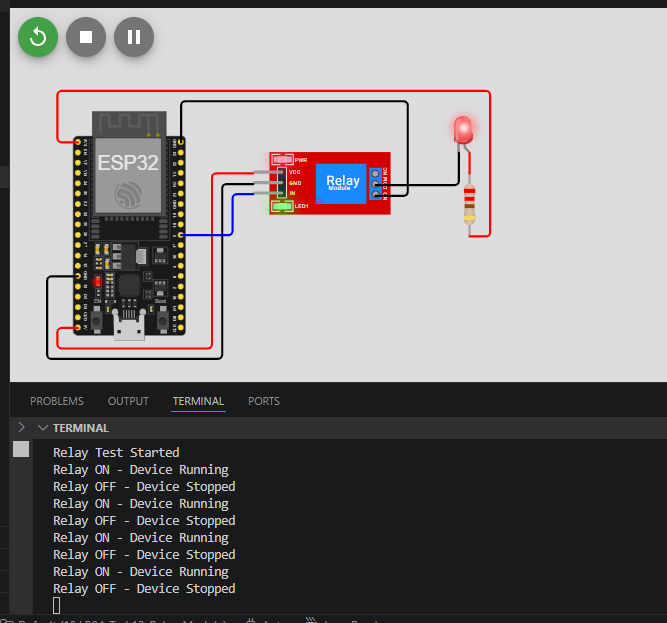 ESP32
PWR
VCC
GND
IN
LED1
Relay
Module
EN
Boot
PROBLEMS
OUTPUT
TERMINAL
PORTS
TERMINAL
Relay Test Started
Relay ON - Device Running
Relay OFF - Device Stopped
Relay ON - Device Running
Relay OFF - Device Stopped
Relay ON - Device Running
Relay OFF - Device Stopped
Relay ON - Device Running
Relay OFF - Device Stopped